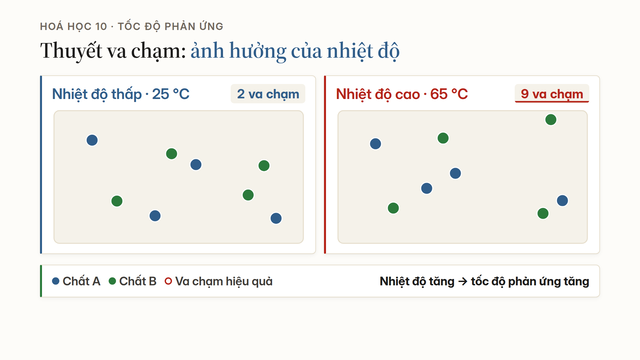 HOÁ HỌC 10 · TỐC ĐỘ PHẢN ỨNG
Thuyết va chạm: ảnh hưởng của nhiệt độ
Nhiệt độ thấp · 25 °C
2 va chạm
Nhiệt độ cao · 65 °C
9 va chạm
Chất A
Chất B
Va chạm hiệu quả
Nhiệt độ tăng → tốc độ phản ứng tăng